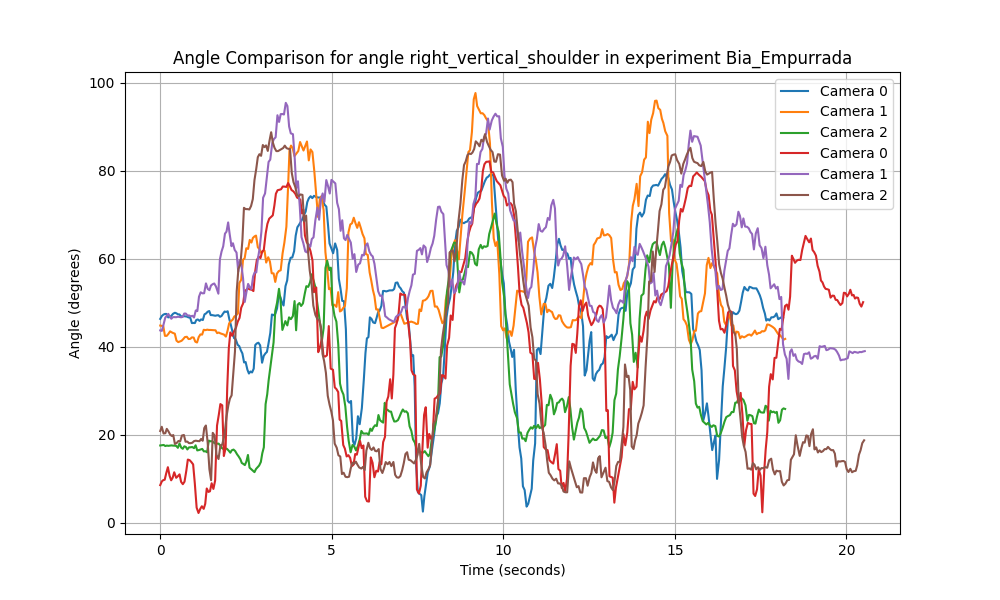 Angle Comparison for angle right_vertical_shoulder in experiment Bia_Empurrada
Angle (degrees)
100
80
60
40
20
0
Camera 0
Camera 1
Camera 2
Camera 0
Camera 1
Camera 2
0 5 10 15 20
Time (seconds)